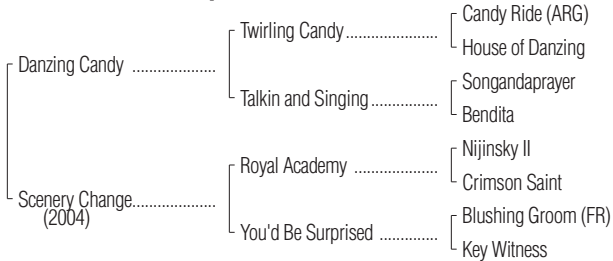 Candy Ride (ARG)
Twirling Candy....................
House of Danzing
Danzing Candy ....................
Songandaprayer
Talkin and Singing................
Bendita
Nijinsky II
Royal Academy ..................
Crimson Saint
Scenery Change....................
(2004)
Blushing Groom (FR)
You'd Be Surprised ..............
Key Witness